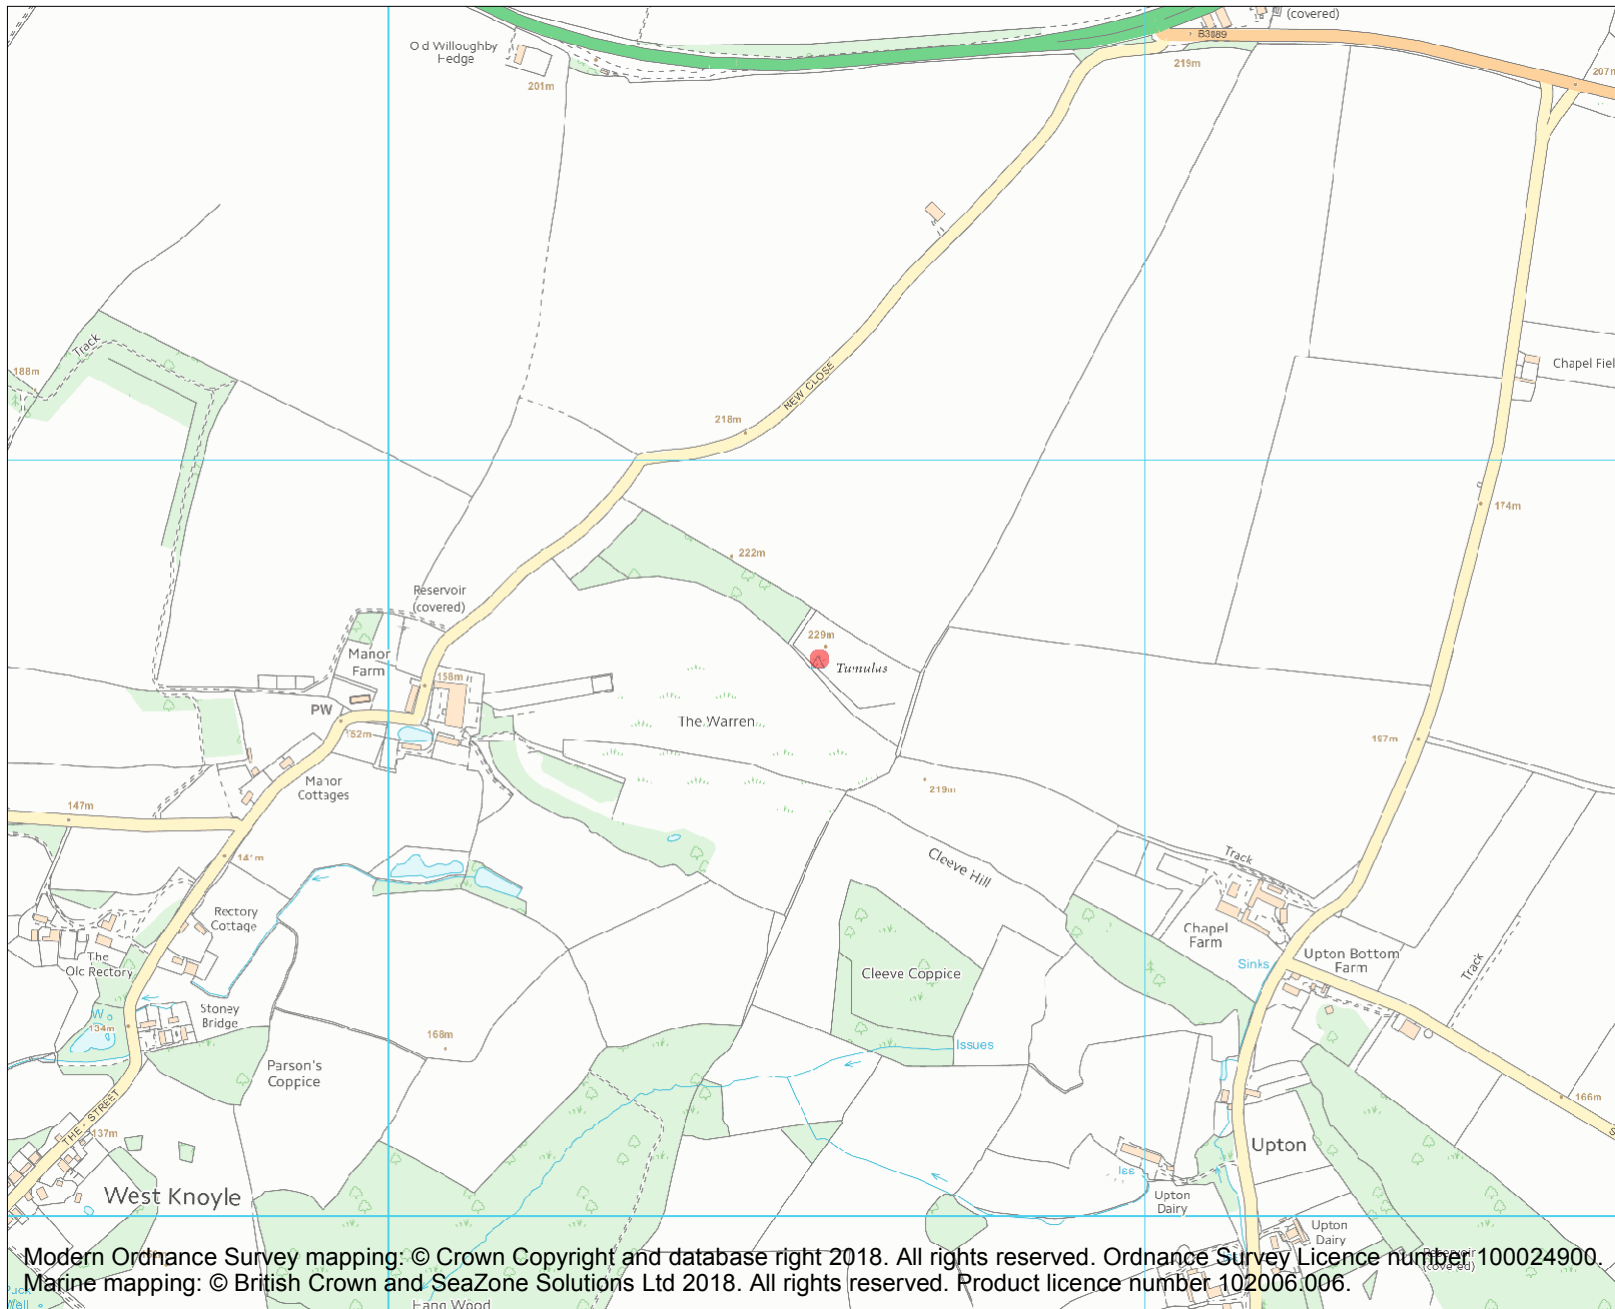 (covered)
Old Willoughby
Hedge
B3089
201m
219m
207m
Track
188m
Chapel Fiel
NEW CLOSE
218m
174m
222m
Reservoir
(covered)
229m
Tumulus
Manor
Farm
158m
PW
152m
The Warren
167m
219m
Manor
Cottages
147m
141m
Cleeve Hill
Track
Rectory
Cottage
Chapel
Farm
The
Old Rectory
Cleeve Coppice
Sinks
Upton Bottom
Farm
Track
Stoney
Bridge
W
134m
168m
Issues
Parson's
Coppice
THE STREET
137m
166m
S
Upton
West Knoyle
Upton
Dairy
Upton
Dairy
Modern Ordnance Survey mapping: © Crown Copyright and database right 2018. All rights reserved. Ordnance Survey Licence number 100024900.
Reservoir
(covered)
Marine mapping: © British Crown and SeaZone Solutions Ltd 2018. All rights reserved. Product licence number 102006.006.
Well
Hang Wood